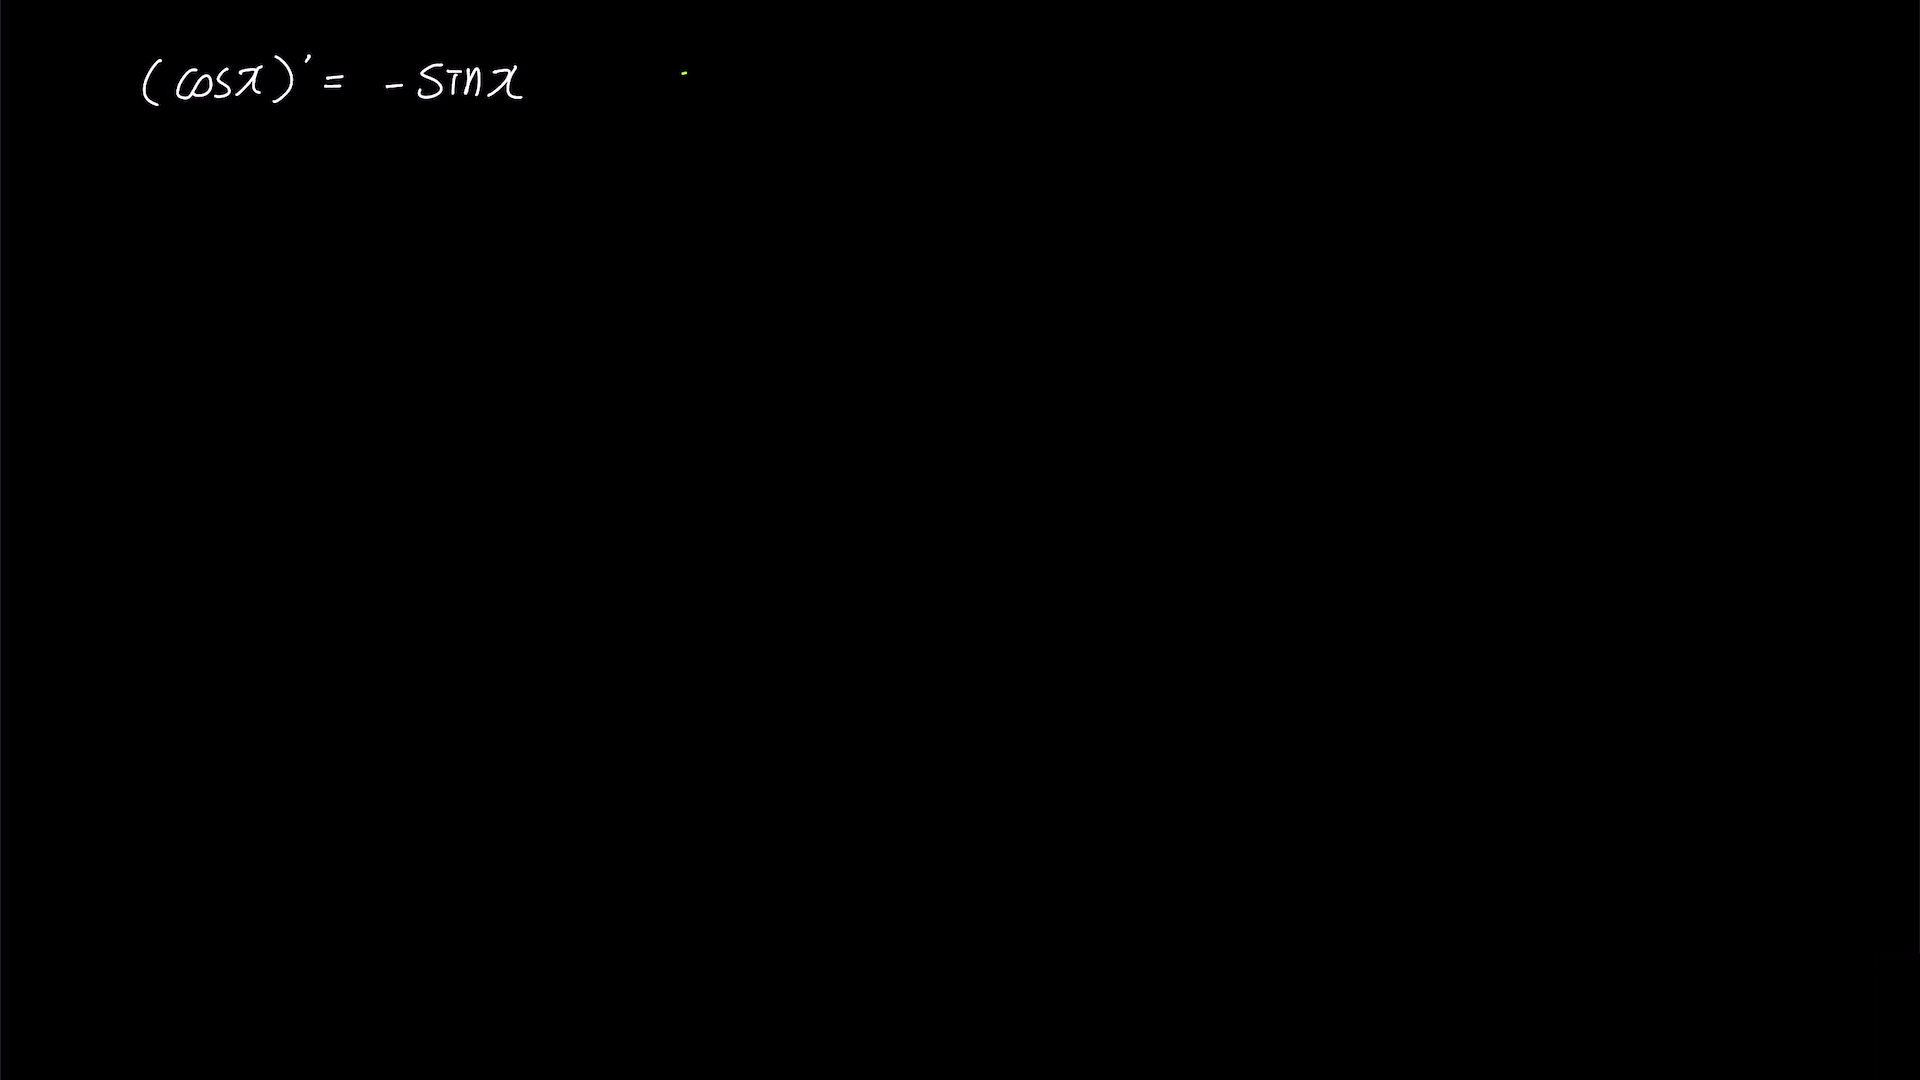 (cosx)' = -sinx